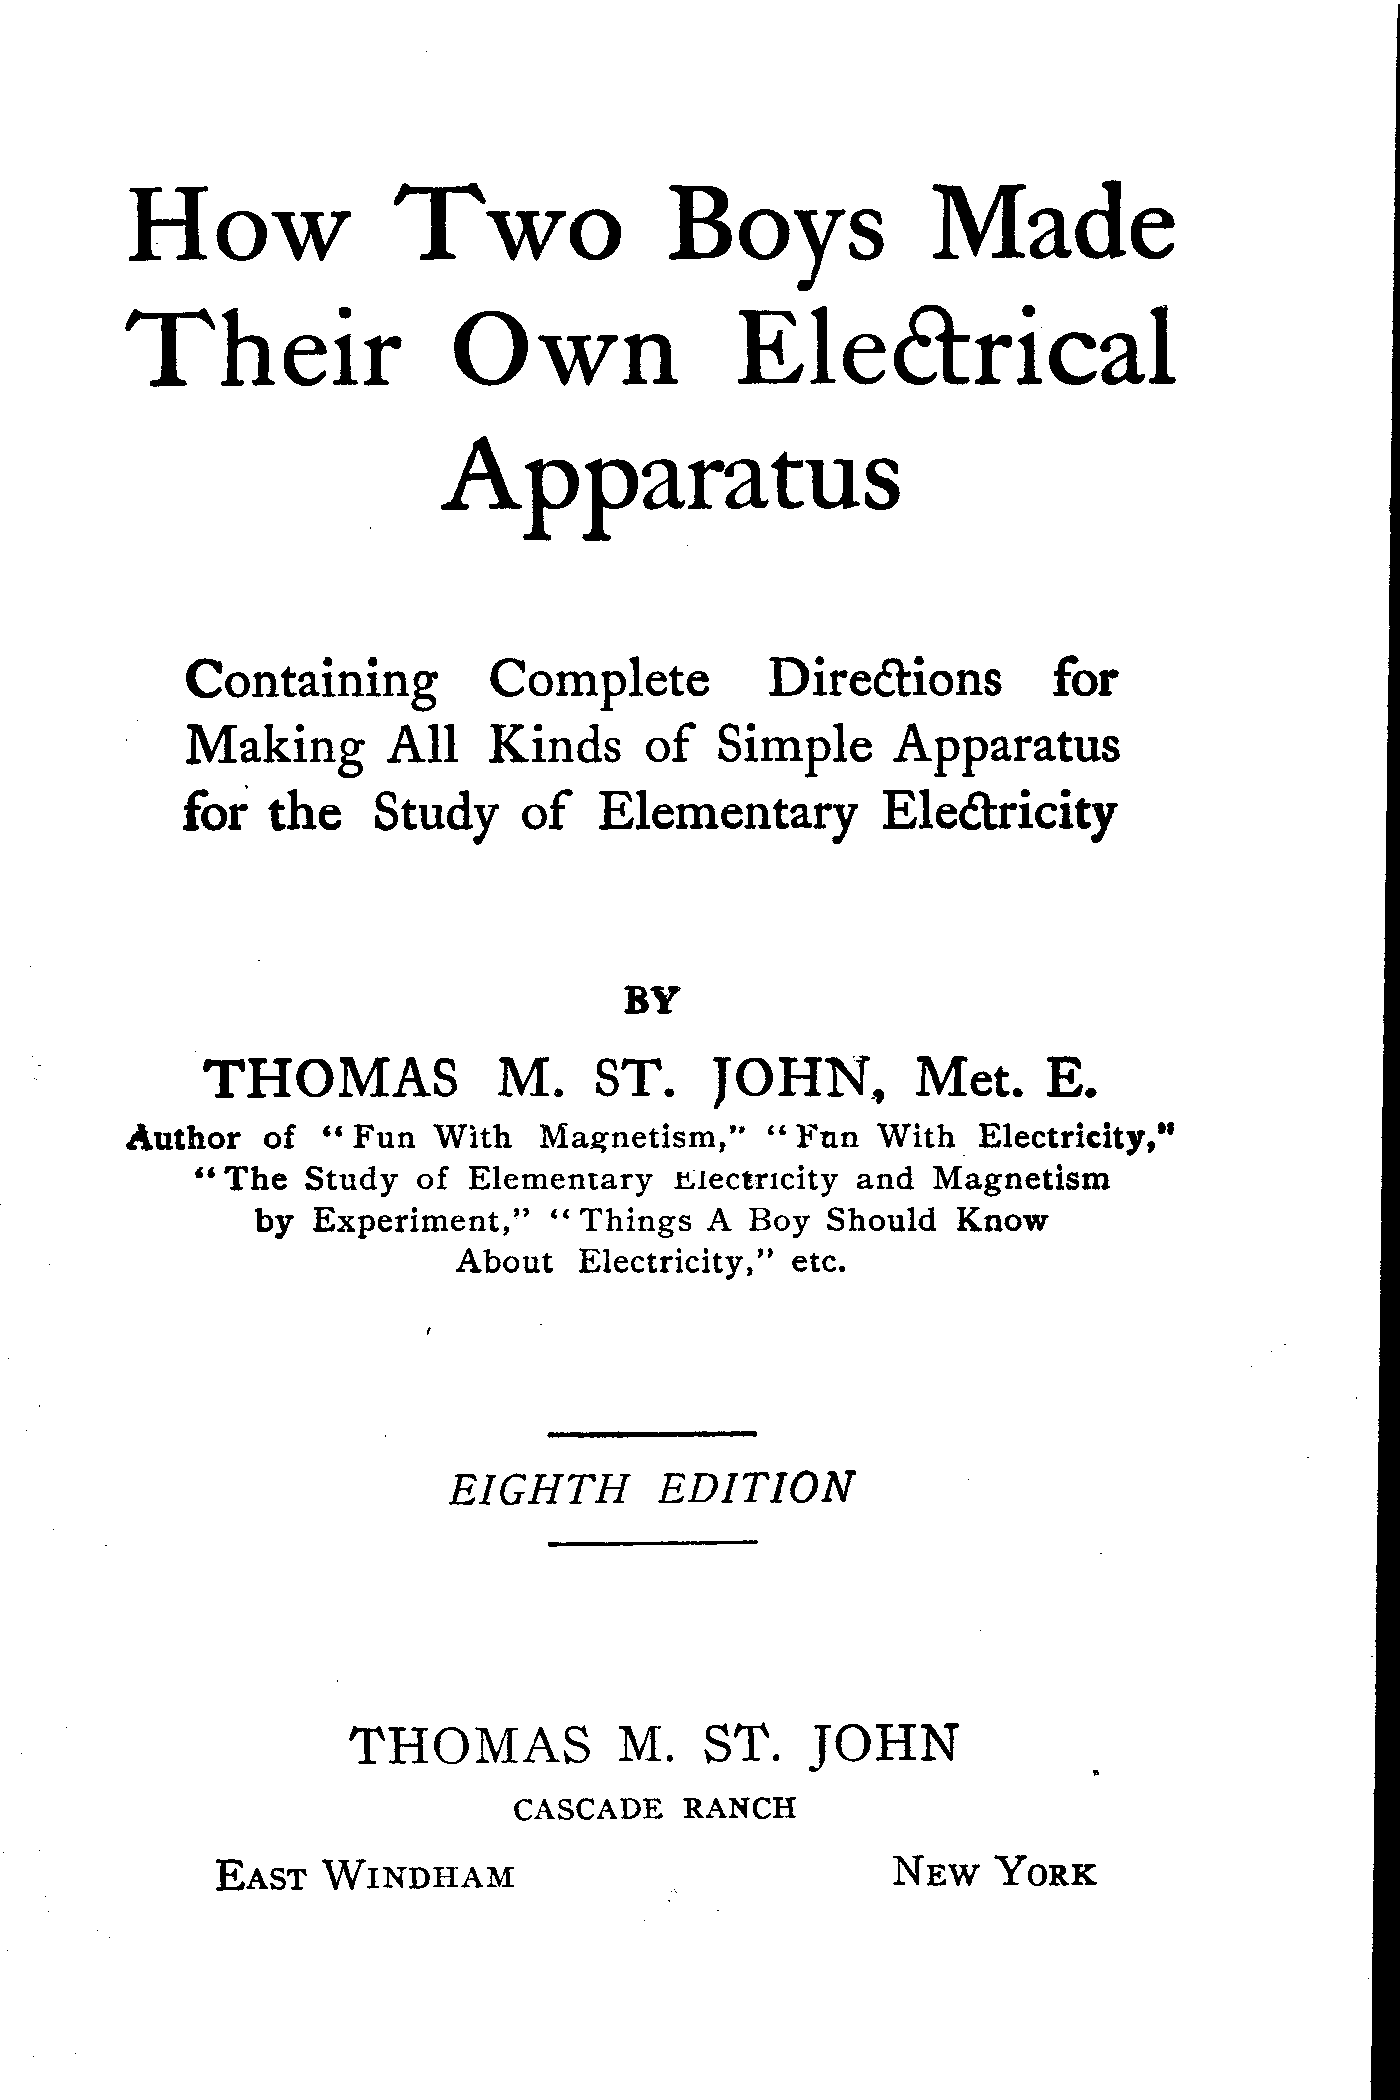 How Two Boys Made
Their Own Electrical
Apparatus
Containing Complete Directions for
Making All Kinds of Simple Apparatus
for the Study of Elementary Electricity
BY
THOMAS M. ST. JOHN, Met. E.
Author of "Fun With Magnetism," "Fun With Electricity,"
"The Study of Elementary Electricity and Magnetism
by Experiment," "Things A Boy Should Know
About Electricity," etc.
EIGHTH EDITION
THOMAS M. ST. JOHN
CASCADE RANCH
EAST WINDHAM NEW YORK